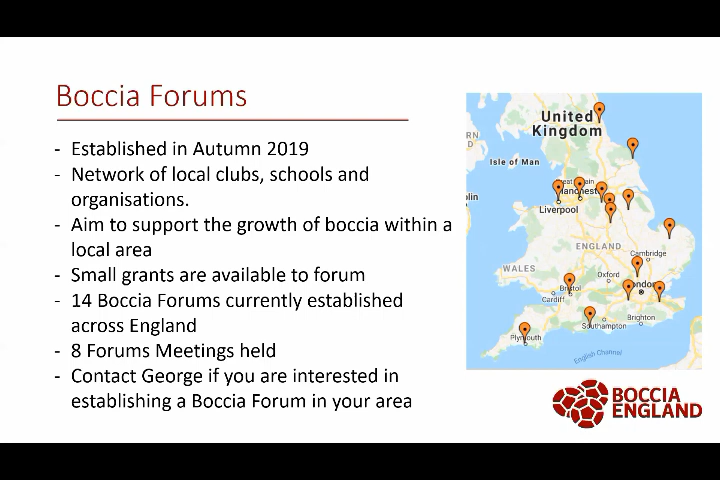 Boccia Forums
- Established in Autumn 2019
- Network of local clubs, schools and
organisations.
- Aim to support the growth of boccia within a
local area
- Small grants are available to forum
- 14 Boccia Forums currently established
across England
- 8 Forums Meetings held
- Contact George if you are interested in
establishing a Boccia Forum in your area
United
Kingdom
Isle of Man
Liverpool
ENGLAND
WALES
Cambridge
Oxford
Bristol
Cardiff
Brighton
Southampton
Plymouth
English Channel
BOCCIA
ENGLAND